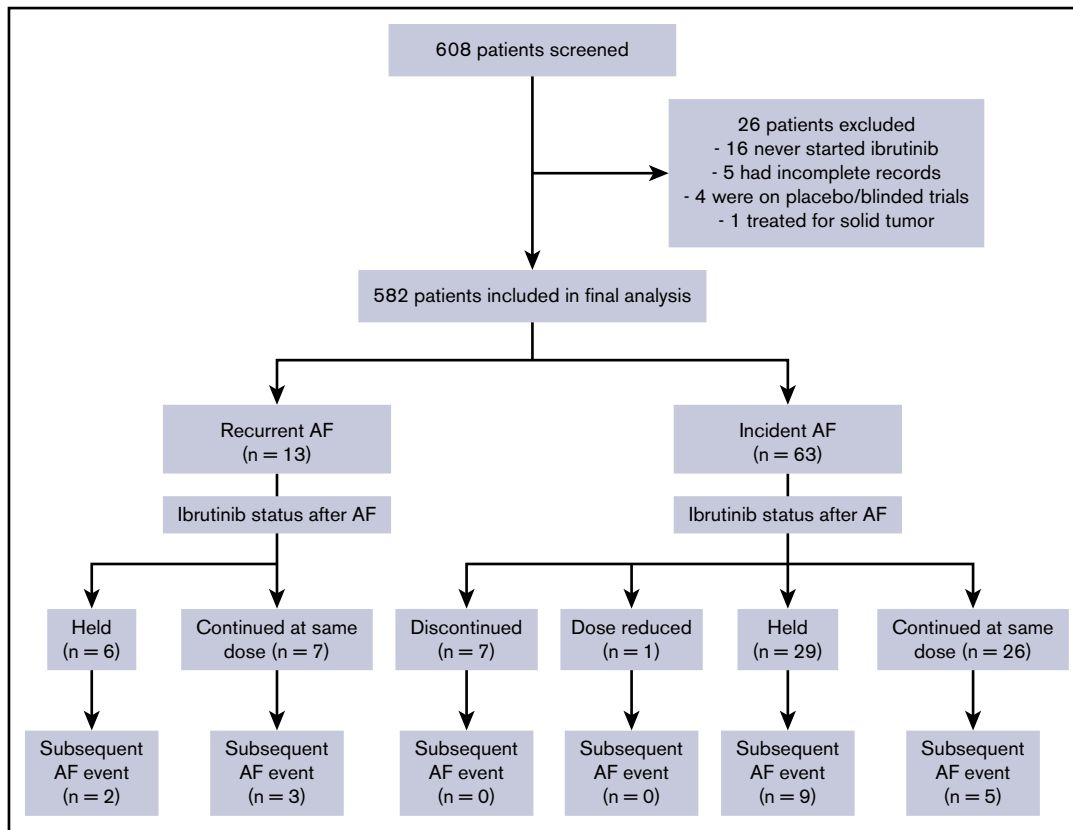 608 patients screened
26 patients excluded
- 16 never started ibrutinib
- 5 had incomplete records
- 4 were on placebo/blinded trials
- 1 treated for solid tumor
582 patients included in final analysis
Recurrent AF
(n = 13)
Incident AF
(n = 63)
Ibrutinib status after AF
Ibrutinib status after AF
Held
(n = 6)
Continued at same
dose (n = 7)
Discontinued
(n = 7)
Dose reduced
(n = 1)
Held
(n = 29)
Continued at same
dose (n = 26)
Subsequent
AF event
(n = 2)
Subsequent
AF event
(n = 3)
Subsequent
AF event
(n = 0)
Subsequent
AF event
(n = 0)
Subsequent
AF event
(n = 9)
Subsequent
AF event
(n = 5)